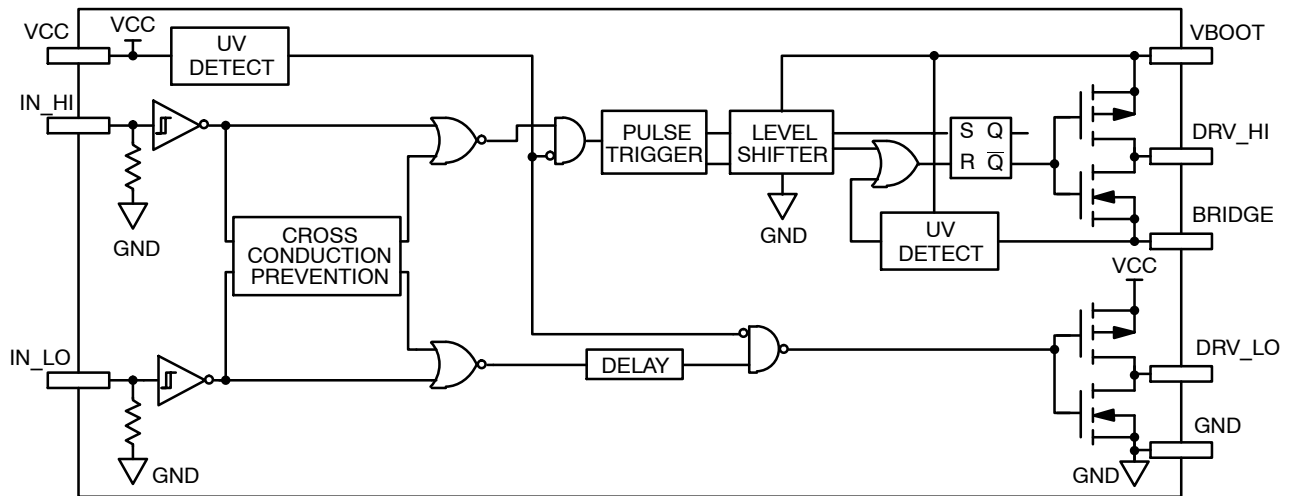 VCC
VCC
UV
DETECT
VBOOT
IN_HI
PULSE
TRIGGER
LEVEL
SHIFTER
S Q
R Q̅
DRV_HI
GND
GND
CROSS
CONDUCTION
PREVENTION
UV
DETECT
BRIDGE
VCC
IN_LO
DELAY
DRV_LO
GND
GND
GND